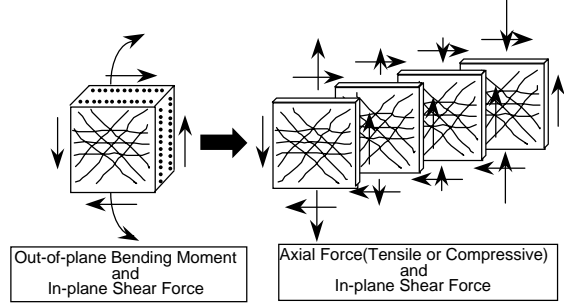 Out-of-plane Bending Moment
and
In-plane Shear Force
Axial Force(Tensile or Compressive)
and
In-plane Shear Force